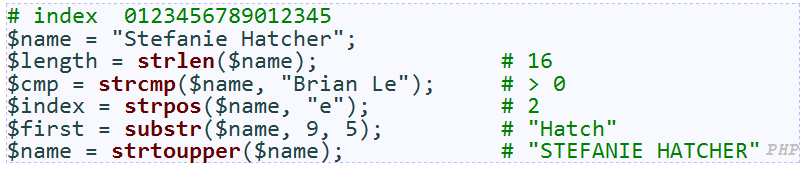 # index  0123456789012345
$name = "Stefanie Hatcher";
$length = strlen($name);                # 16
$cmp = strcmp($name, "Brian Le");      # > 0
$index = strpos($name, "e");            # 2
$first = substr($name, 9, 5);           # "Hatch"
$name = strtoupper($name);              # "STEFANIE HATCHER" PHP